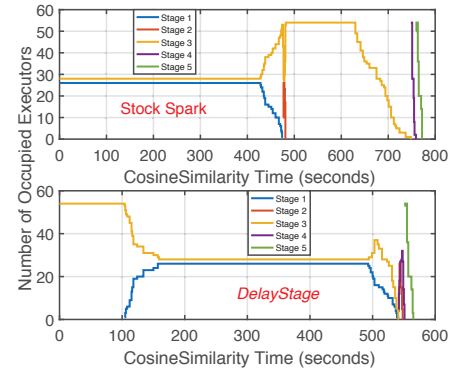 Number of Occupied Executors
60
50
40
30
20
10
0
Stage 1
Stage 2
Stage 3
Stage 4
Stage 5
Stock Spark
0 100 200 300 400 500 600 700 800
CosineSimilarity Time (seconds)
60
40
20
0
Stage 1
Stage 2
Stage 3
Stage 4
Stage 5
DelayStage
0 100 200 300 400 500 600
CosineSimilarity Time (seconds)